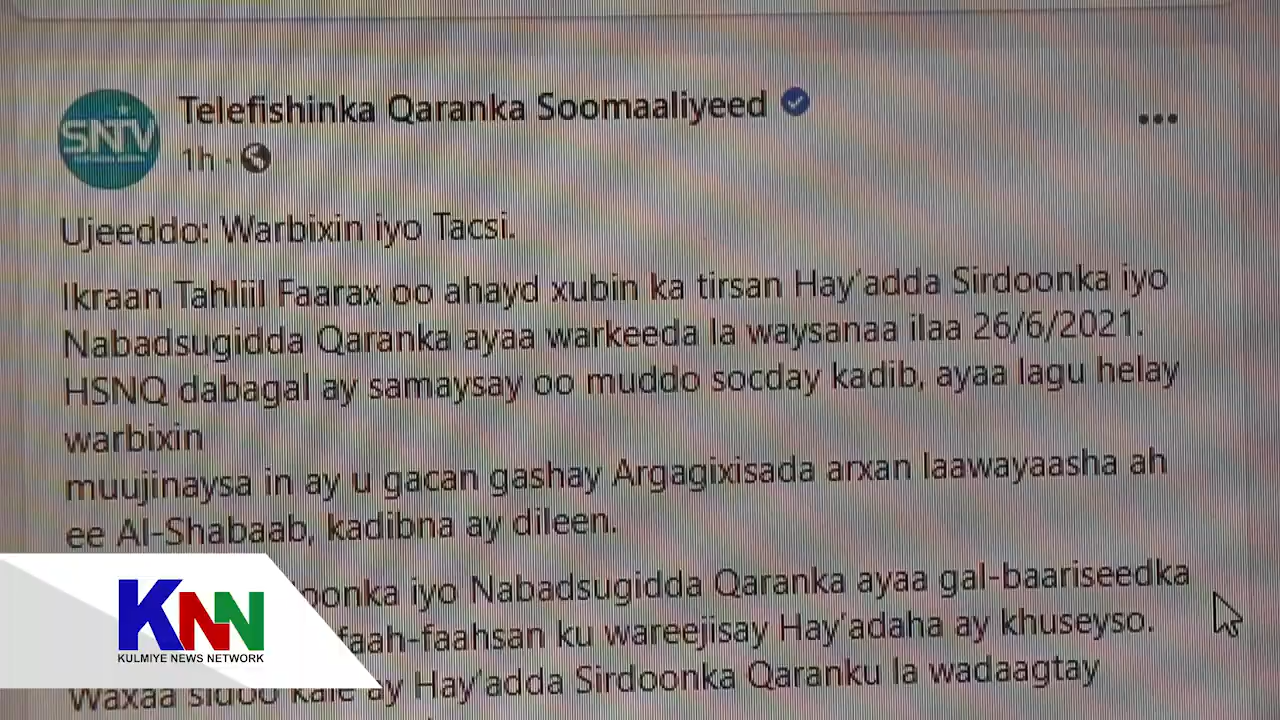 SNTV
Telefishinka Qaranka Soomaaliyeed
1h ·
Ujeeddo: Warbixin iyo Tacsi.
Ikraan Tahliil Faarax oo ahayd xubin ka tirsan Hay'adda Sirdoonka iyo
Nabadsugidda Qaranka ayaa warkeeda la waysanaa ilaa 26/6/2021.
HSNQ dabagal ay samaysay oo muddo socday kadib, ayaa lagu helay
warbixin
muujinaysa in ay u gacan gashay Argagixisada arxan laawayaasha ah
ee Al-Shabaab, kadibna ay dileen.
iyo Nabadsugidda Qaranka ayaa gal-baariseedka
faah-faahsan ku wareejisay Hay'adaha ay khuseyso.
Waxaa sidoo kale ay Hay'adda Sirdoonka Qaranku la wadaagtay
KNN
KULMIYE NEWS NETWORK